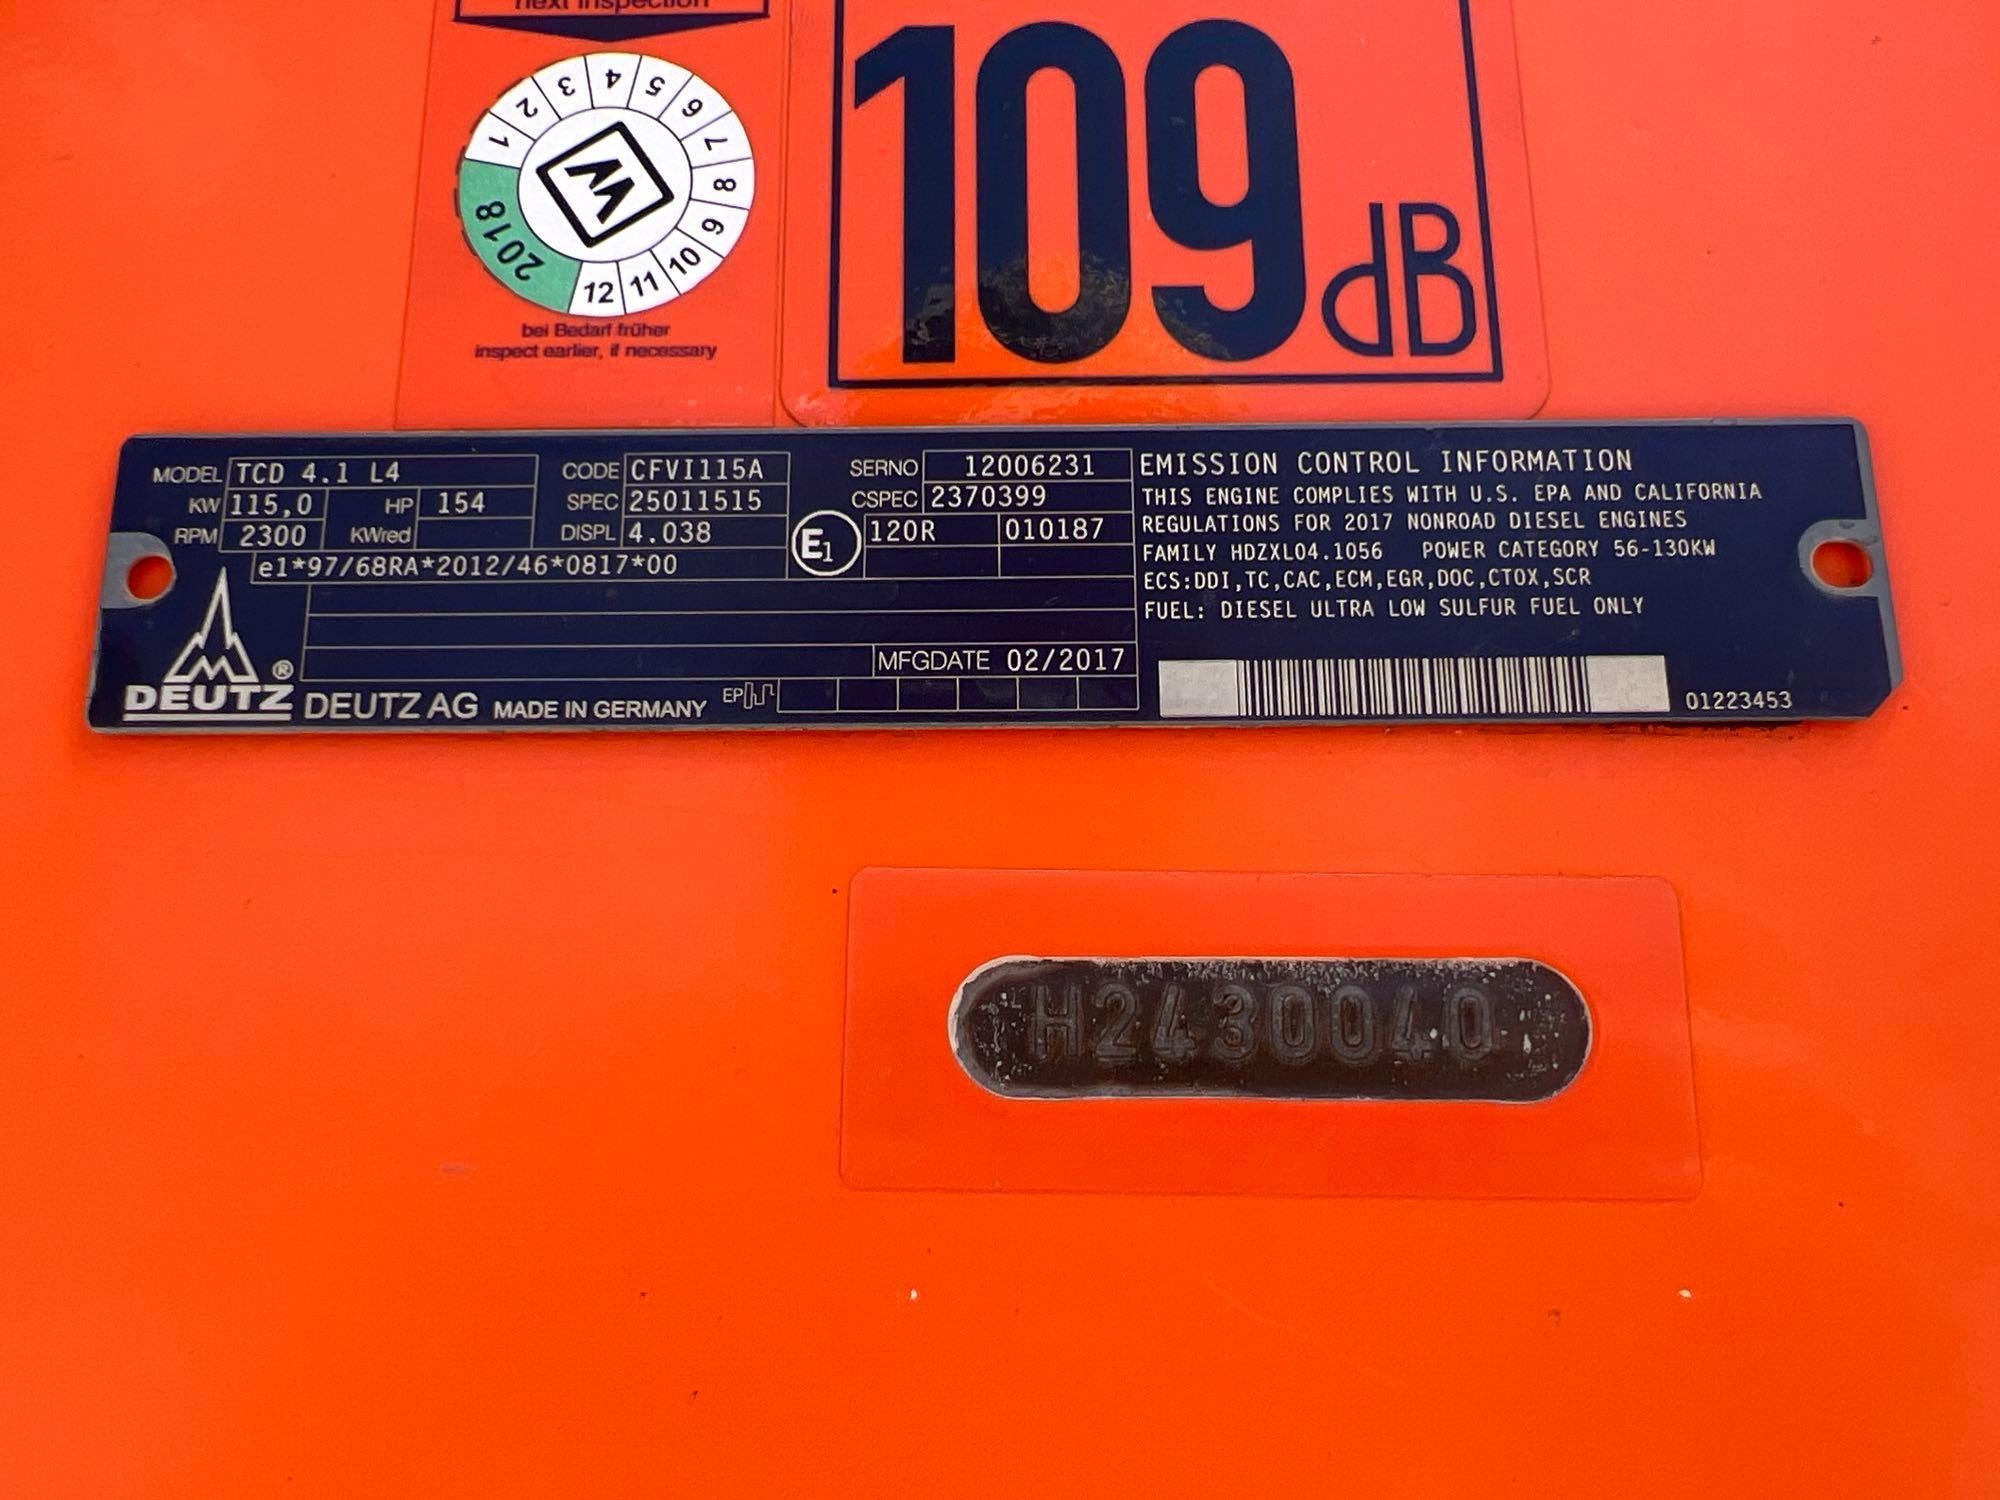 next inspection
1 2 3 4 5 6 7 8 9 10 11 12
2018
bei Bedarf früher
inspect earlier, if necessary
109 dB
MODEL TCD 4.1 L4
KW 115,0 HP 154
RPM 2300 KWred
CODE CFVI115A
SPEC 25011515
DISPL 4.038
e1*97/68RA*2012/46*0817*00
SERNO 12006231
CSPEC 2370399
E1 120R 010187
MFGDATE 02/2017
DEUTZ ® DEUTZ AG MADE IN GERMANY EP
EMISSION CONTROL INFORMATION
THIS ENGINE COMPLIES WITH U.S. EPA AND CALIFORNIA
REGULATIONS FOR 2017 NONROAD DIESEL ENGINES
FAMILY HDZXL04.1056 POWER CATEGORY 56-130KW
ECS:DDI,TC,CAC,ECM,EGR,DOC,CTOX,SCR
FUEL: DIESEL ULTRA LOW SULFUR FUEL ONLY
01223453
H2430040